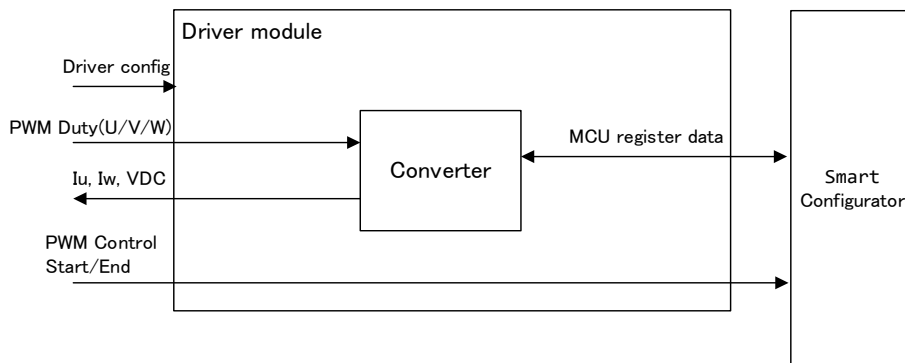 Driver module
Driver config
PWM Duty(U/V/W)
Iu, Iw, VDC
PWM Control
Start/End
Converter
MCU register data
Smart
Configurator